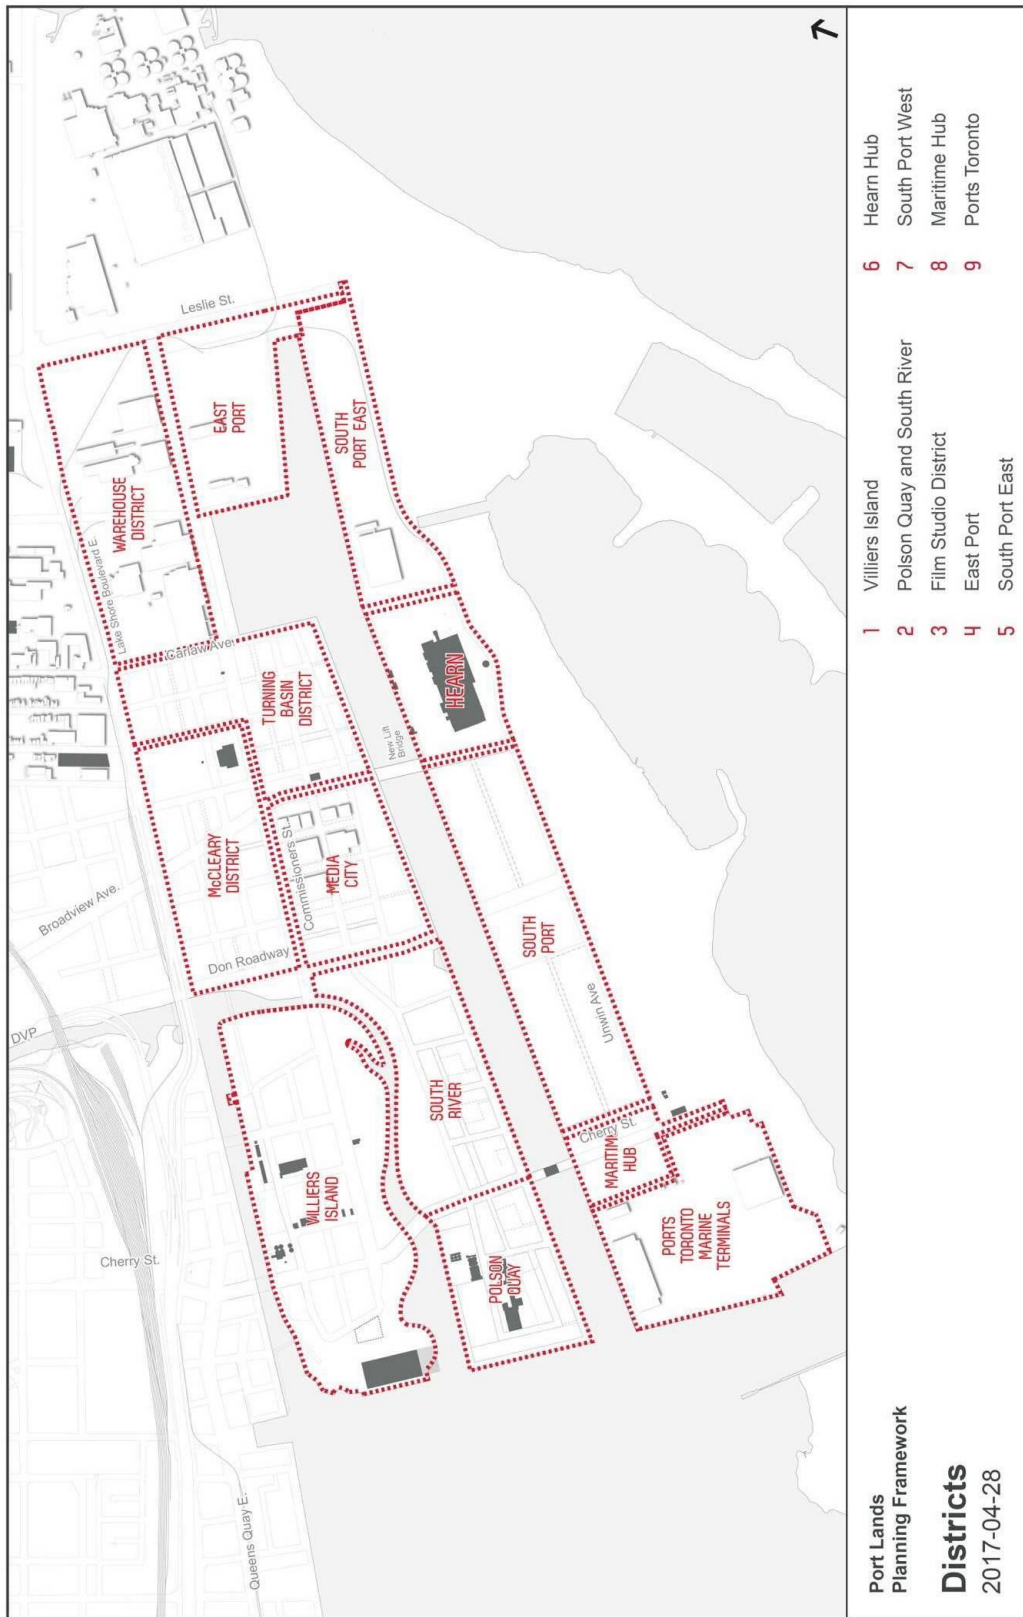 Leslie St.
WAREHOUSE
DISTRICT
EAST
PORT
SOUTH
PORT EAST
Lake Shore Boulevard E.
Carlaw Ave.
TURNING
BASIN
DISTRICT
HEARN
New Lift
Bridge
McCLEARY
DISTRICT
Commissioners St.
MEDIA
CITY
Broadview Ave.
Don Roadway
DVP
SOUTH
PORT
Unwin Ave
SOUTH
RIVER
Cherry St.
MARITIM
HUB
VILLIERS
ISLAND
Cherry St.
POLSON
QUAY
PORTS
TORONTO
MARINE
TERMINALS
Queens Quay E.
Port Lands
Planning Framework
Districts
2017-04-28
1 Villiers Island
2 Polson Quay and South River
3 Film Studio District
4 East Port
5 South Port East
6 Hearn Hub
7 South Port West
8 Maritime Hub
9 Ports Toronto